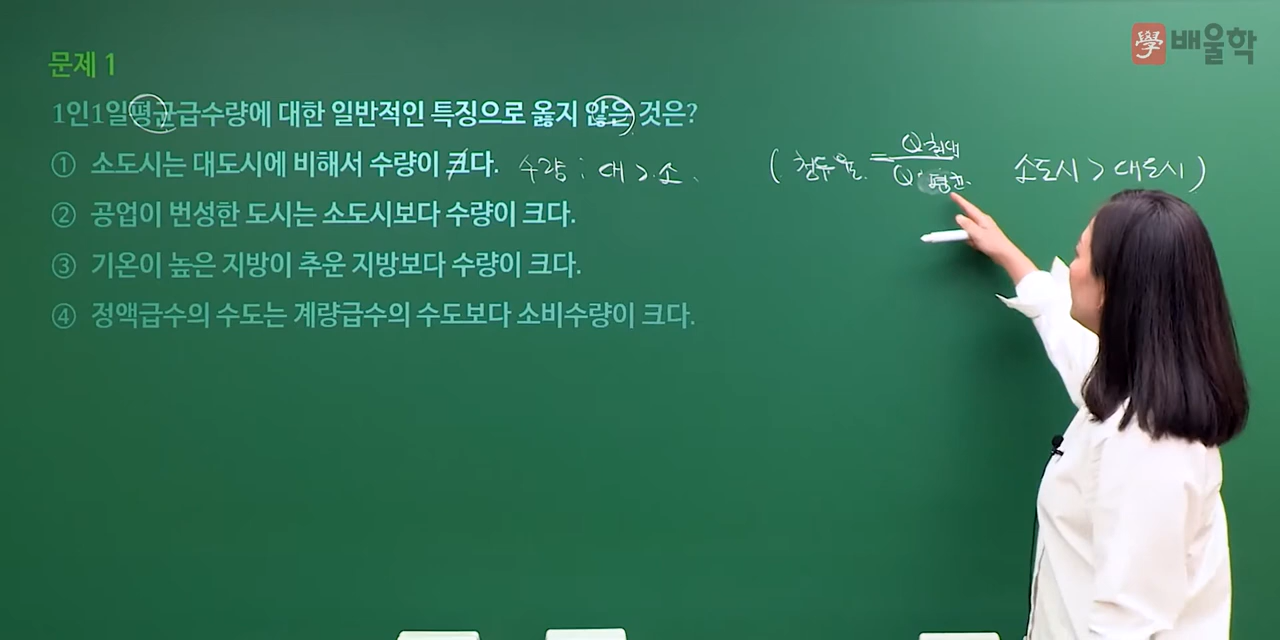 學 배울학
문제 1
1인1일평균급수량에 대한 일반적인 특징으로 옳지 않은 것은?
① 소도시는 대도시에 비해서 수량이 크다. 수량 : 대 > 소. ( 첨두율 = Q최대 / Q평균 소도시 > 대도시 )
② 공업이 번성한 도시는 소도시보다 수량이 크다.
③ 기온이 높은 지방이 추운 지방보다 수량이 크다.
④ 정액급수의 수도는 계량급수의 수도보다 소비수량이 크다.